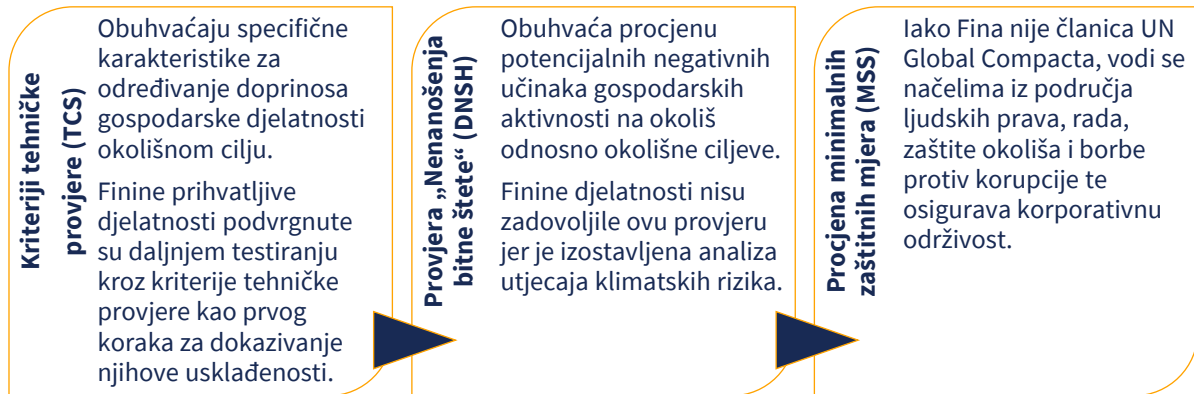 Kriteriji tehničke
provjere (TCS)
Obuhvaćaju specifične
karakteristike za
određivanje doprinosa
gospodarske djelatnosti
okolišnom cilju.
Finine prihvatljive
djelatnosti podvrgnute
su daljnjem testiranju
kroz kriterije tehničke
provjere kao prvog
koraka za dokazivanje
njihove usklađenosti.
Provjera „Nenanošenja
bitne štete“ (DNSH)
Obuhvaća procjenu
potencijalnih negativnih
učinaka gospodarskih
aktivnosti na okoliš
odnosno okolišne ciljeve.
Finine djelatnosti nisu
zadovoljile ovu provjeru
jer je izostavljena analiza
utjecaja klimatskih rizika.
Procjena minimalnih
zaštitnih mjera (MSS)
Iako Fina nije članica UN
Global Compacta, vodi se
načelima iz područja
ljudskih prava, rada,
zaštite okoliša i borbe
protiv korupcije te
osigurava korporativnu
održivost.